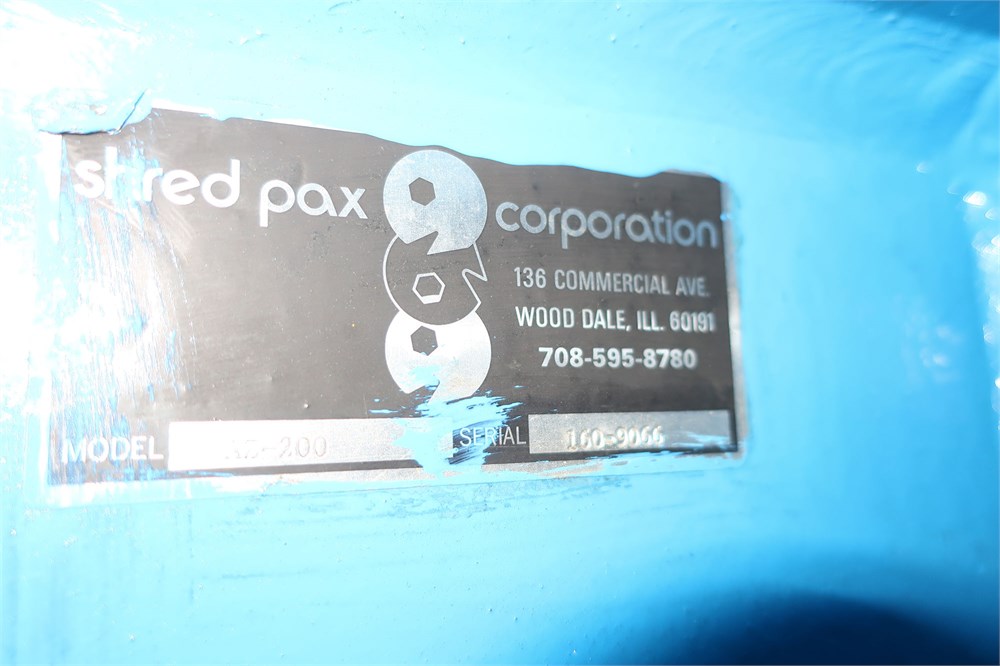 shred pax corporation
136 COMMERCIAL AVE.
WOOD DALE, ILL. 60191
708-595-8780
MODEL SERIAL 160-9066